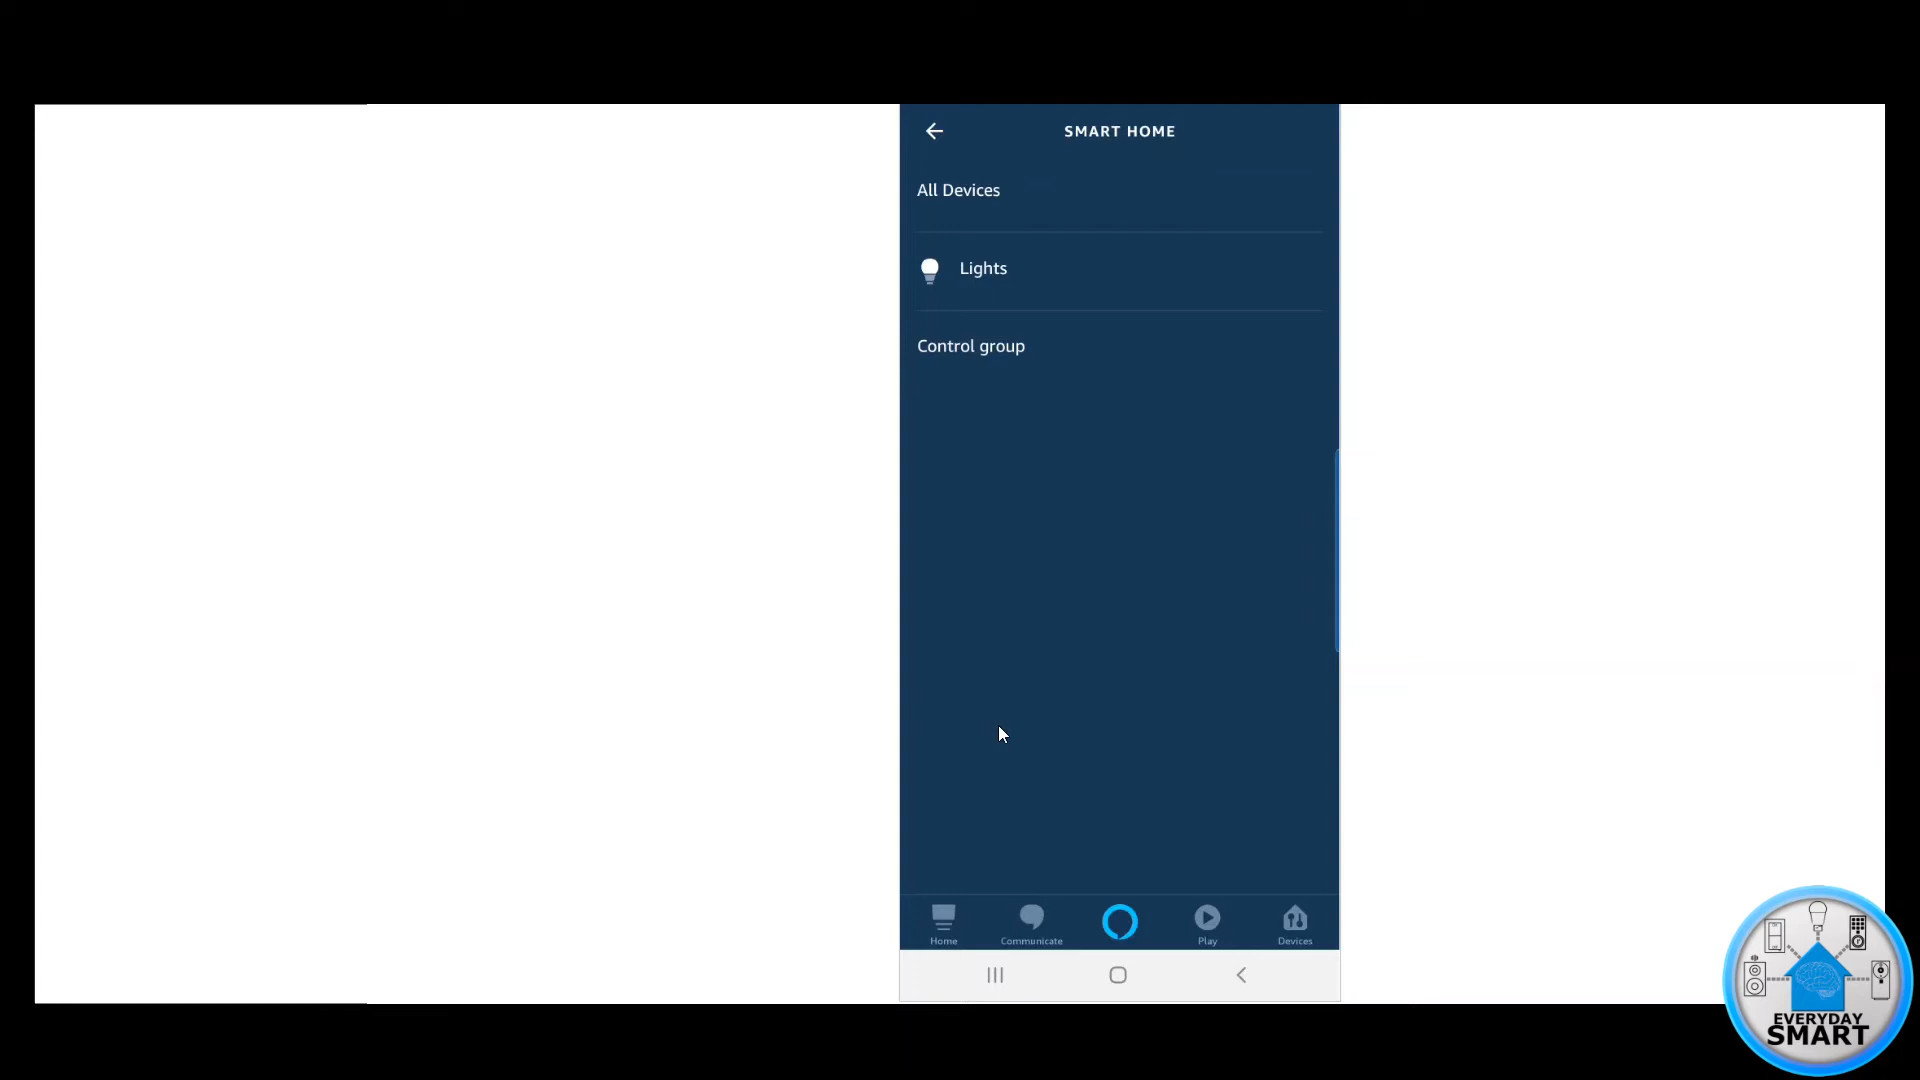 SMART HOME
All Devices
Lights
Control group
Home
Communicate
Play
Devices
EVERYDAY
SMART